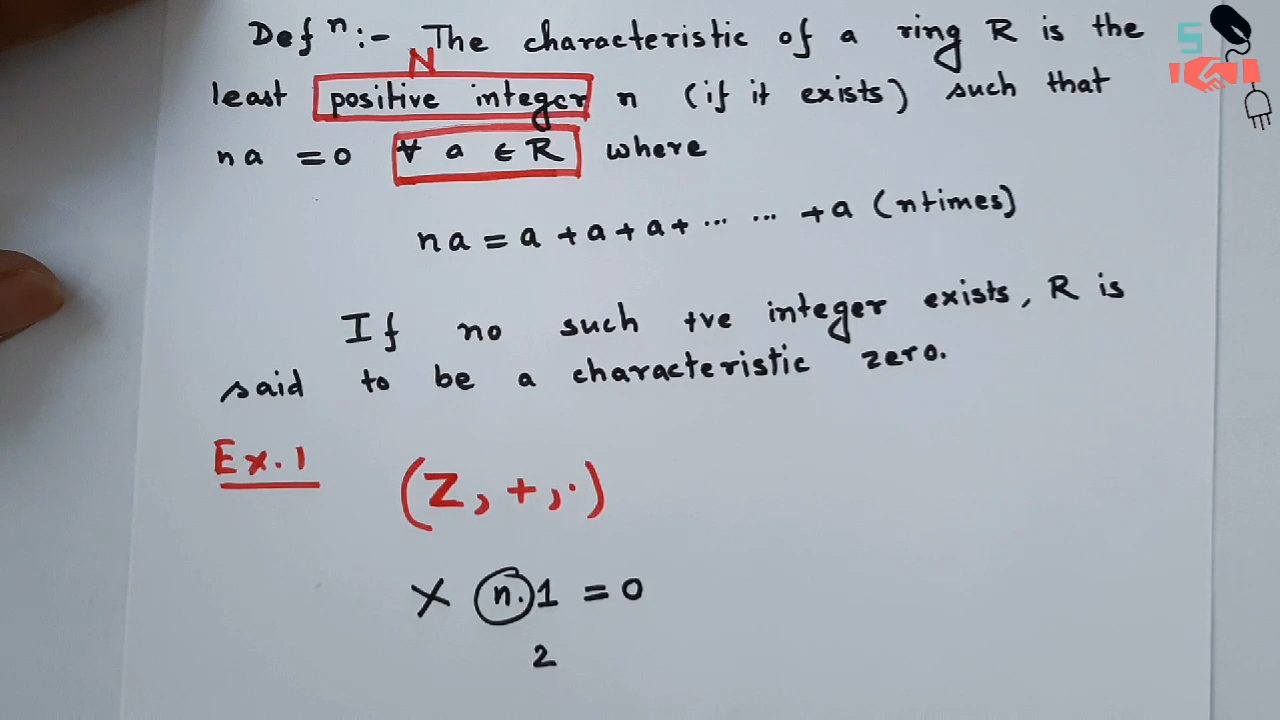 Defⁿ :- The characteristic of a ring R is the
N
least positive integer n (if it exists) such that
na = 0 ∀ a ∈ R where
na = a + a + a + ... ... + a (n times)
If no such +ve integer exists, R is
said to be a characteristic zero.
Ex. 1 (Z, +, ·)
× n. 1 = 0
2
S